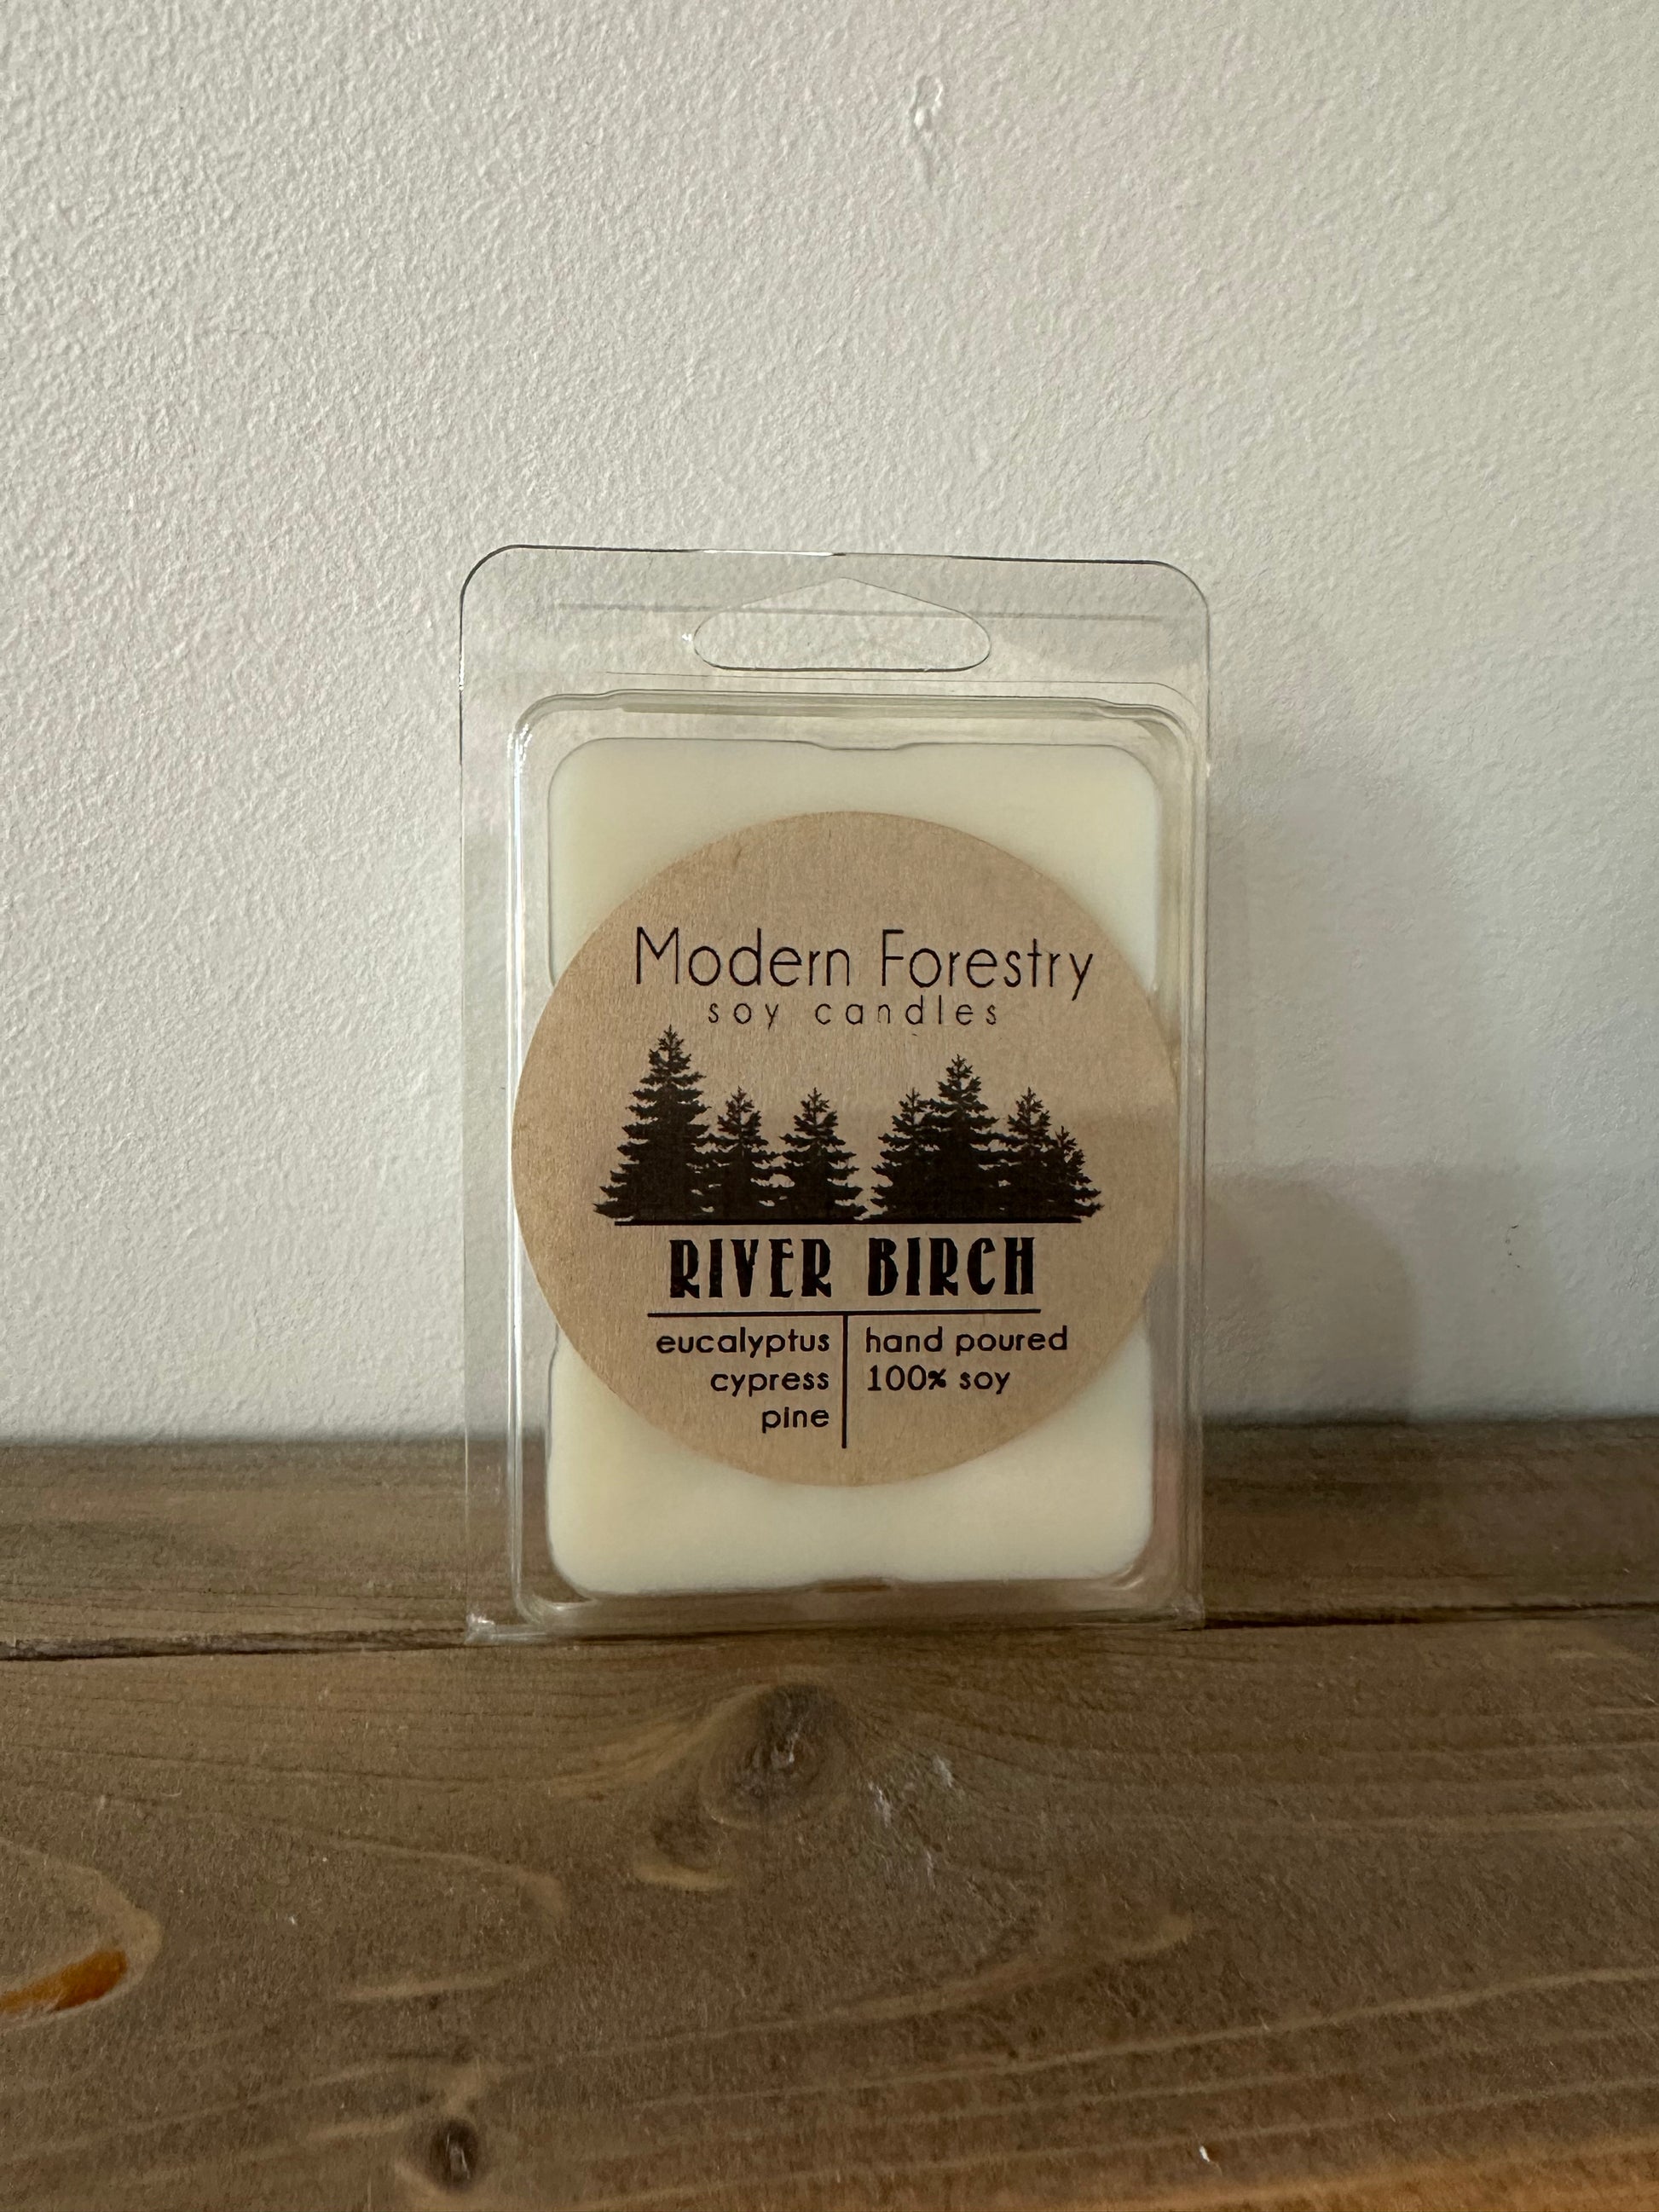 Modern Forestry
soy candles
RIVER BIRCH
eucalyptus
cypress
pine
hand poured
100% soy